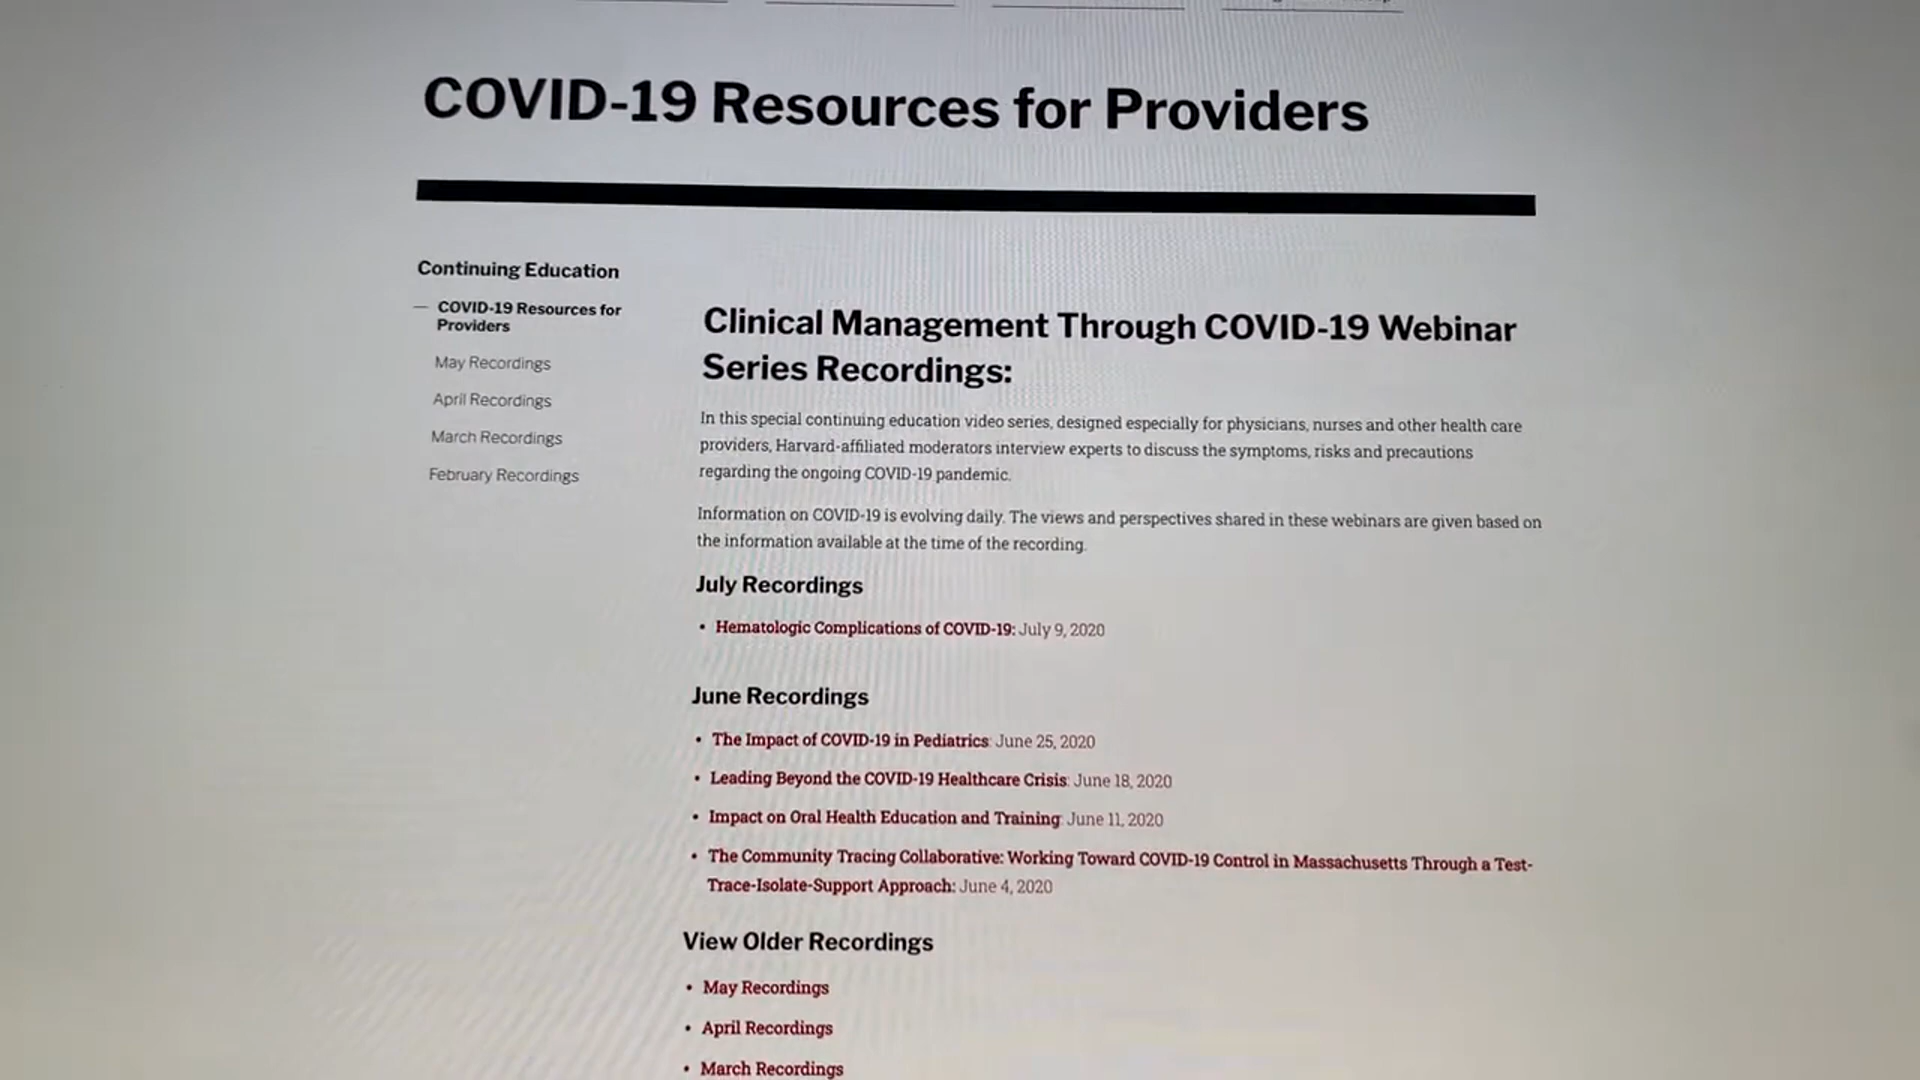 COVID-19 Resources for Providers
Continuing Education
COVID-19 Resources for
Providers
May Recordings
April Recordings
March Recordings
February Recordings
Clinical Management Through COVID-19 Webinar
Series Recordings:
In this special continuing education video series, designed especially for physicians, nurses and other health care
providers, Harvard-affiliated moderators interview experts to discuss the symptoms, risks and precautions
regarding the ongoing COVID-19 pandemic.
Information on COVID-19 is evolving daily. The views and perspectives shared in these webinars are given based on
the information available at the time of the recording.
July Recordings
• Hematologic Complications of COVID-19: July 9, 2020
June Recordings
• The Impact of COVID-19 in Pediatrics: June 25, 2020
• Leading Beyond the COVID-19 Healthcare Crisis: June 18, 2020
• Impact on Oral Health Education and Training: June 11, 2020
• The Community Tracing Collaborative: Working Toward COVID-19 Control in Massachusetts Through a Test-
Trace-Isolate-Support Approach: June 4, 2020
View Older Recordings
• May Recordings
• April Recordings
• March Recordings